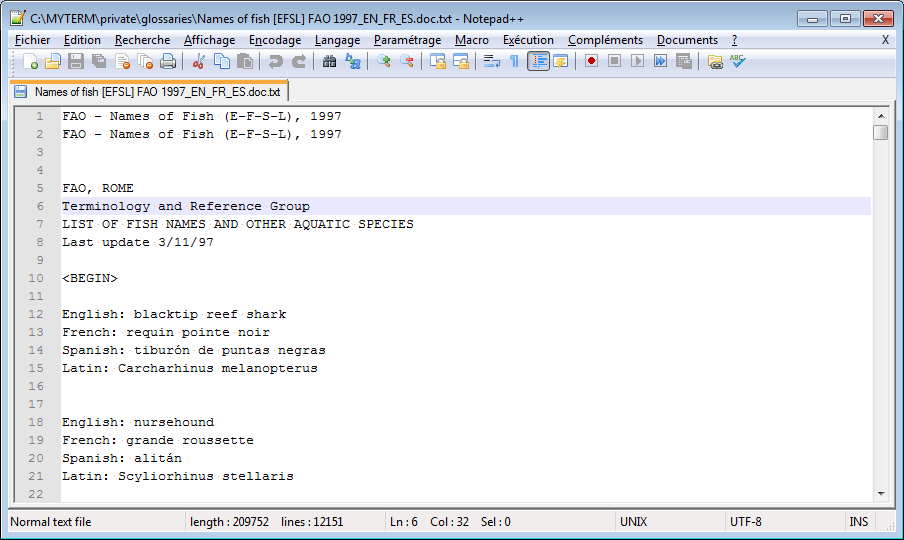 C:\MYTERM\private\glossaries\Names of fish [EFSL] FAO 1997_EN_FR_ES.doc.txt - Notepad++
Fichier Edition Recherche Affichage Encodage Langage Paramétrage Macro Exécution Compléments Documents ? X
Names of fish [EFSL] FAO 1997_EN_FR_ES.doc.txt
1 FAO - Names of Fish (E-F-S-L), 1997
2 FAO - Names of Fish (E-F-S-L), 1997
3
4
5 FAO, ROME
6 Terminology and Reference Group
7 LIST OF FISH NAMES AND OTHER AQUATIC SPECIES
8 Last update 3/11/97
9
10 <BEGIN>
11
12 English: blacktip reef shark
13 French: requin pointe noir
14 Spanish: tiburón de puntas negras
15 Latin: Carcharhinus melanopterus
16
17
18 English: nursehound
19 French: grande roussette
20 Spanish: alitán
21 Latin: Scyliorhinus stellaris
22
Normal text file length : 209752 lines : 12151 Ln : 6 Col : 32 Sel : 0 UNIX UTF-8 INS